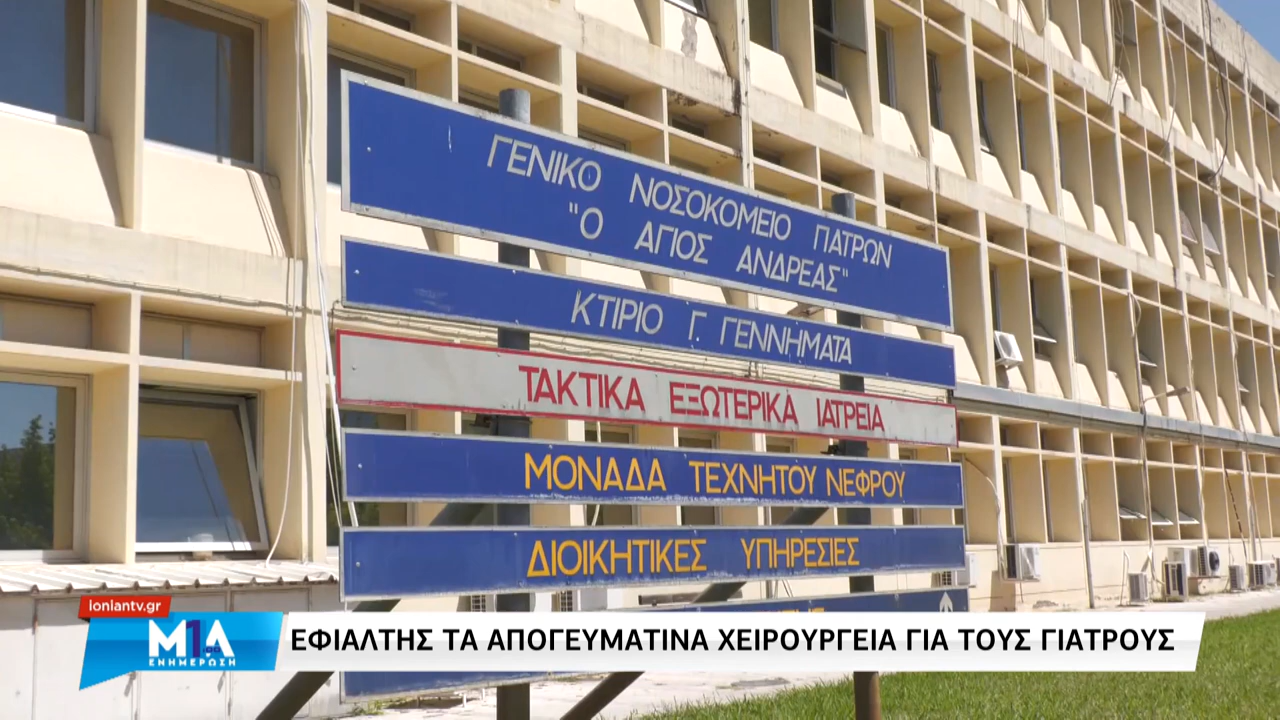 ΓΕΝΙΚΟ ΝΟΣΟΚΟΜΕΙΟ ΠΑΤΡΩΝ
"Ο ΑΓΙΟΣ ΑΝΔΡΕΑΣ"
ΚΤΙΡΙΟ Γ. ΓΕΝΝΗΜΑΤΑ
ΤΑΚΤΙΚΑ ΕΞΩΤΕΡΙΚΑ ΙΑΤΡΕΙΑ
ΜΟΝΑΔΑ ΤΕΧΝΗΤΟΥ ΝΕΦΡΟΥ
ΔΙΟΙΚΗΤΙΚΕΣ ΥΠΗΡΕΣΙΕΣ
Ioniantv.gr
Μ1Α
ΕΝΗΜΕΡΩΣΗ
ΕΦΙΑΛΤΗΣ ΤΑ ΑΠΟΓΕΥΜΑΤΙΝΑ ΧΕΙΡΟΥΡΓΕΙΑ ΓΙΑ ΤΟΥΣ ΓΙΑΤΡΟΥΣ